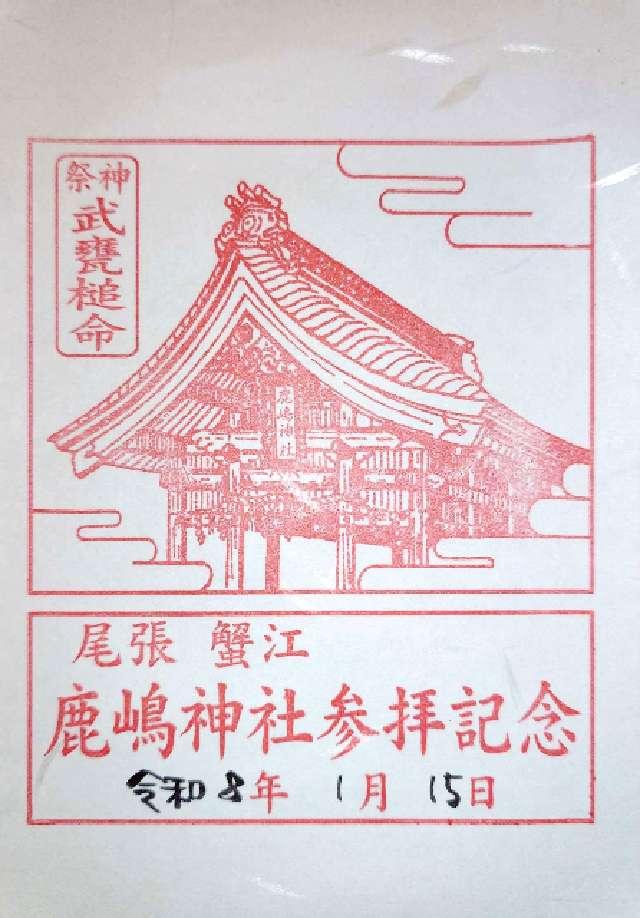 祭神
武甕槌命
鹿嶋神社
尾張 蟹江
鹿嶋神社参拝記念
令和8年 1月 15日